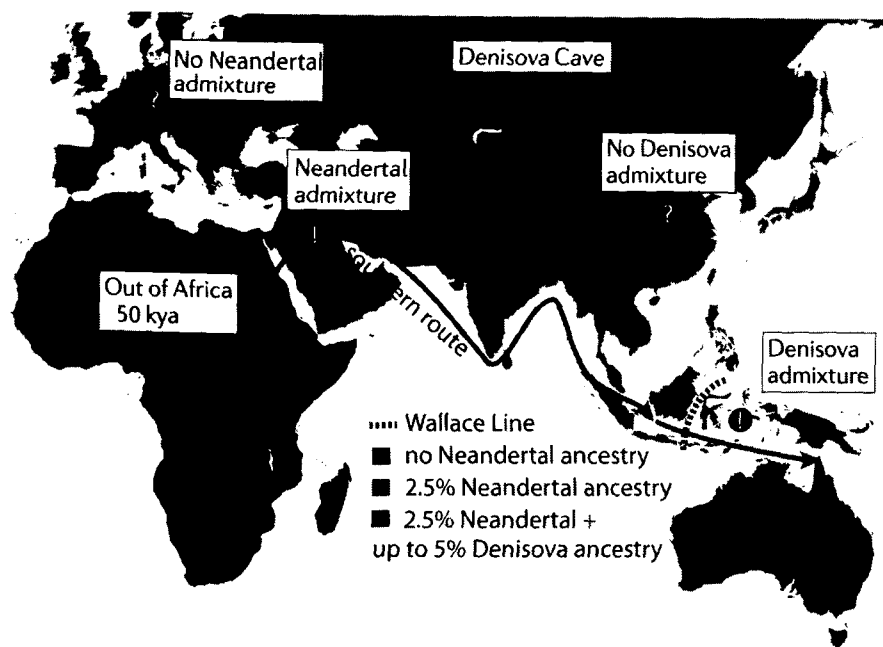 No Neandertal
admixture
?
Denisova Cave
Neandertal
admixture
!
No Denisova
admixture
?
southern route
Out of Africa
50 kya
Denisova
admixture
!
Wallace Line
no Neandertal ancestry
2.5% Neandertal ancestry
2.5% Neandertal +
up to 5% Denisova ancestry